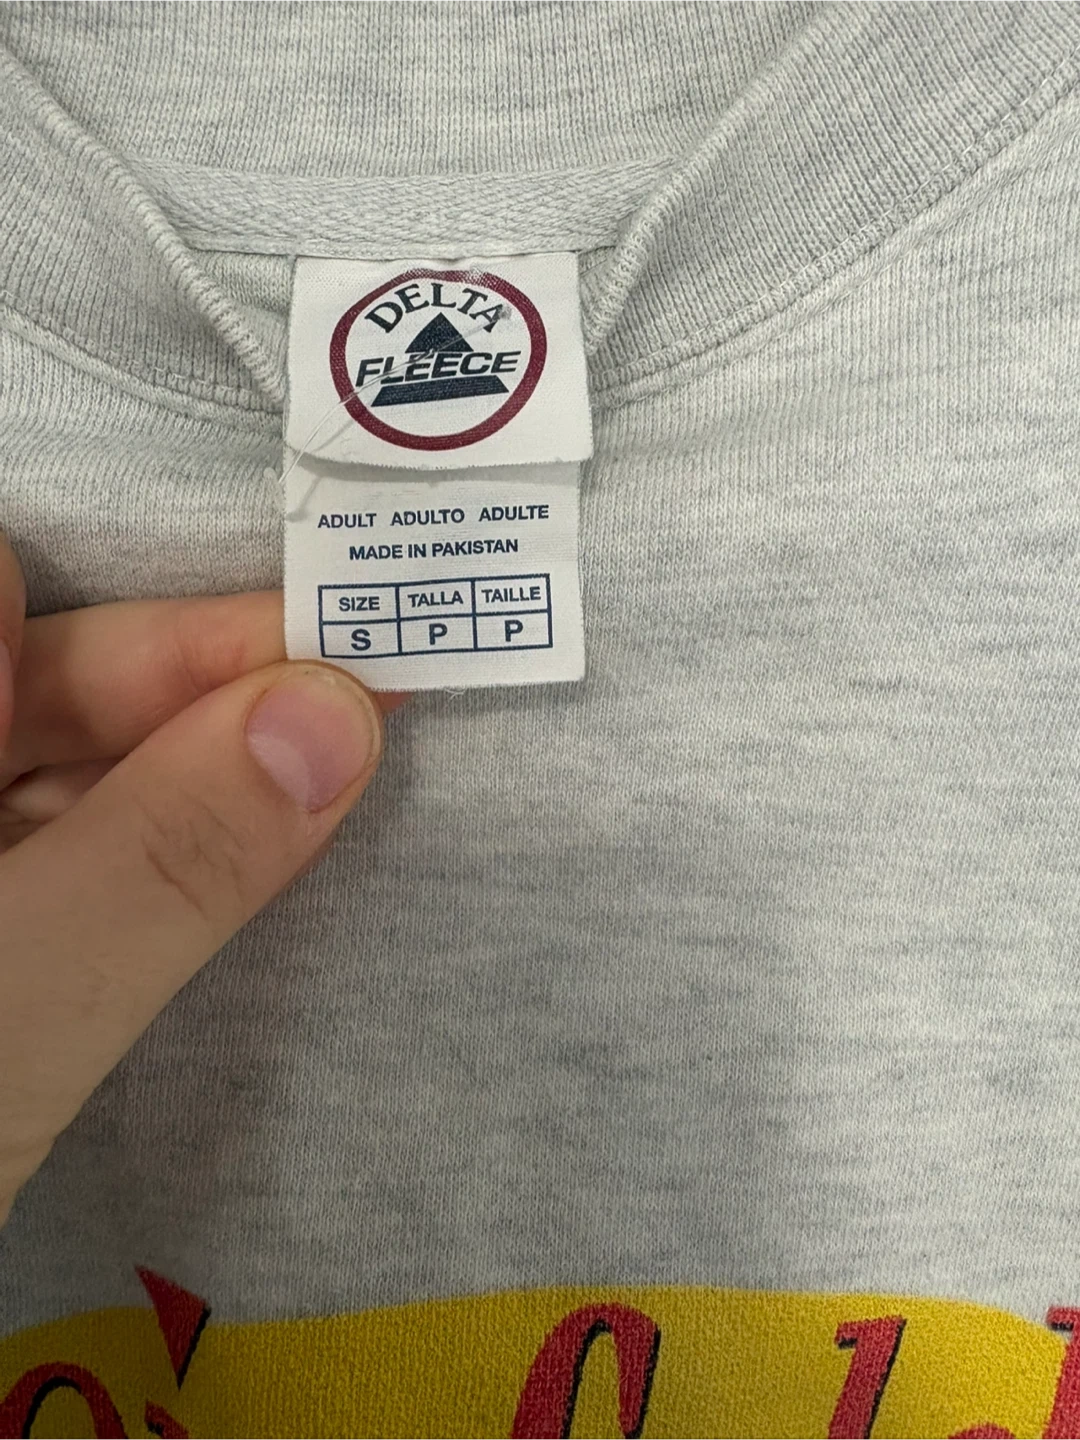 DELTA
FLEECE
ADULT ADULTO ADULTE
MADE IN PAKISTAN
SIZE TALLA TAILLE
S P P